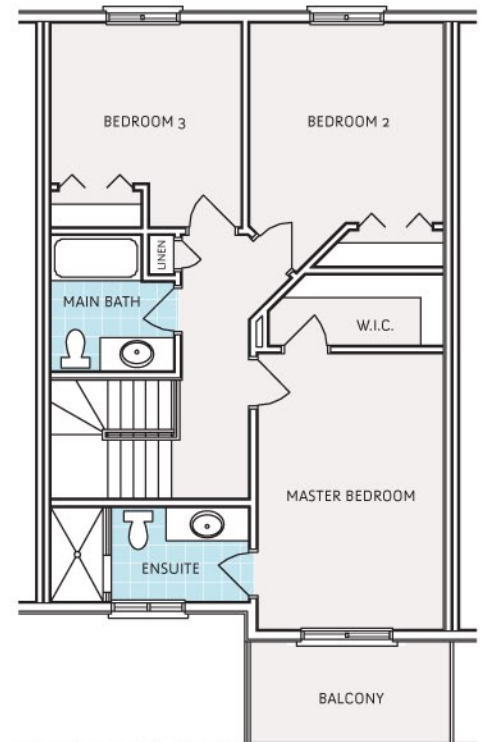 BEDROOM 3
BEDROOM 2
LINEN
MAIN BATH
W.I.C.
MASTER BEDROOM
ENSUITE
BALCONY